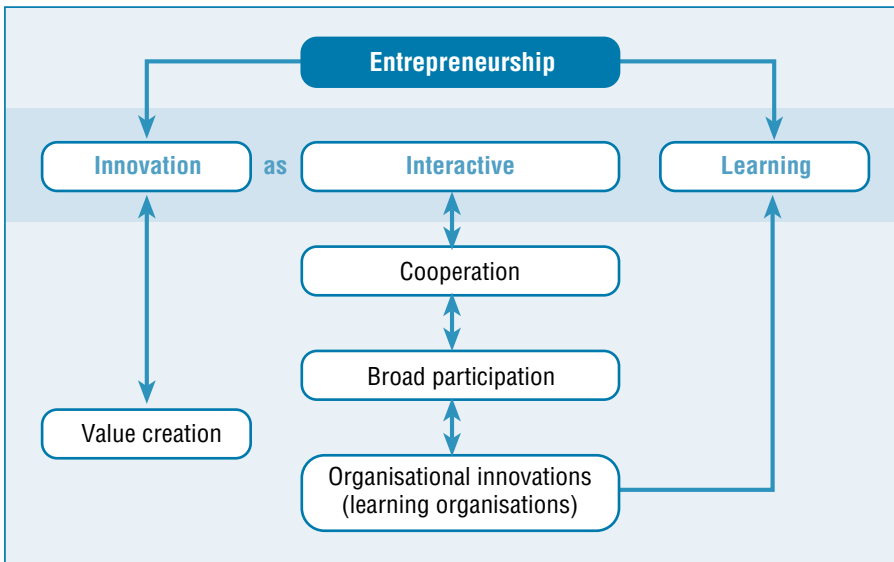 Entrepreneurship
Innovation as Interactive Learning
Cooperation
Broad participation
Value creation
Organisational innovations
(learning organisations)